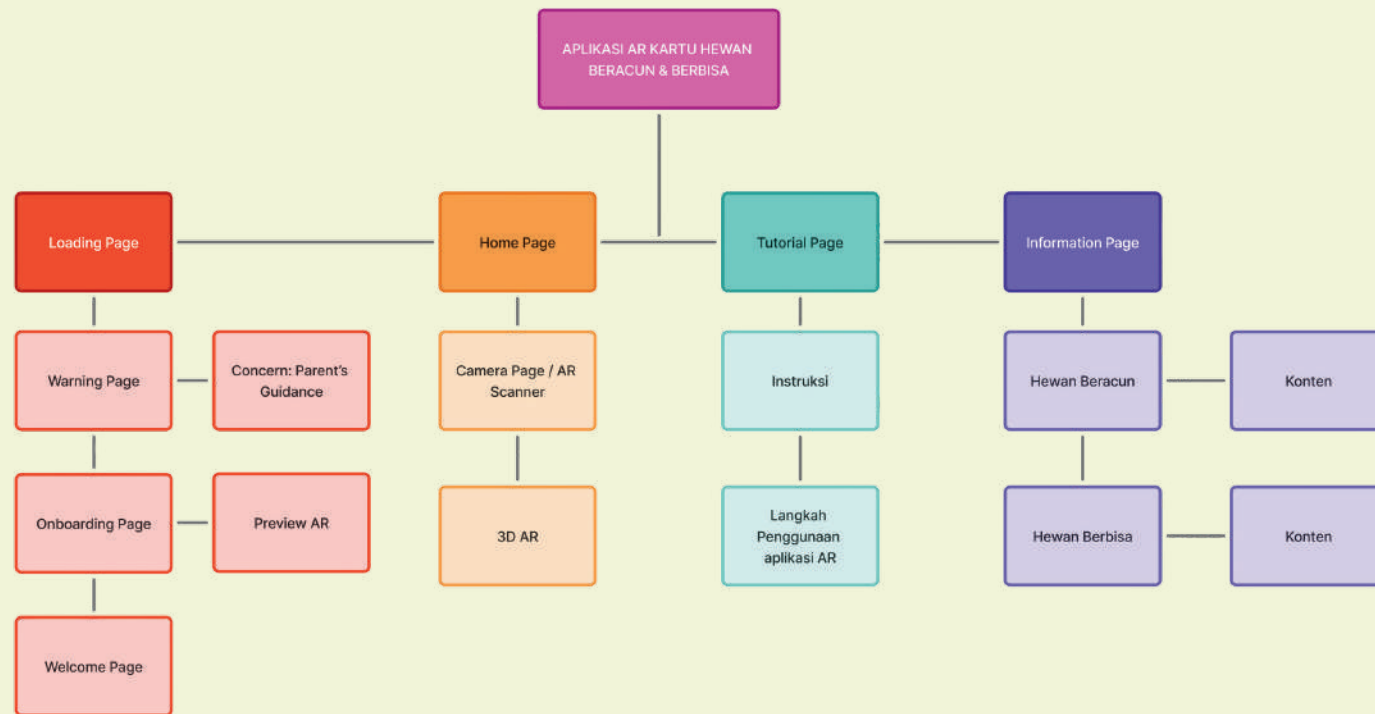 APLIKASI AR KARTU HEWAN
BERACUN & BERBISA
Loading Page
Home Page
Tutorial Page
Information Page
Warning Page
Concern: Parent's
Guidance
Camera Page / AR
Scanner
Instruksi
Hewan Beracun
Konten
Onboarding Page
Preview AR
3D AR
Langkah
Penggunaan
aplikasi AR
Hewan Berbisa
Konten
Welcome Page